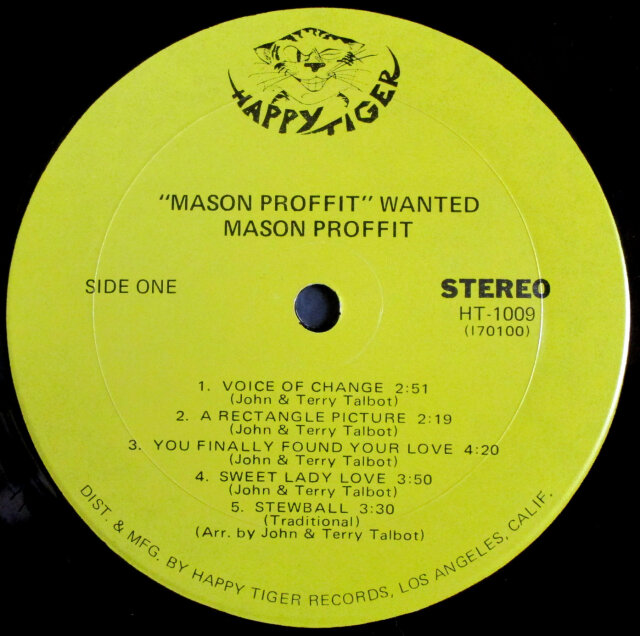 HAPPY TIGER
"MASON PROFFIT" WANTED
MASON PROFFIT
SIDE ONE
STEREO
HT-1009
(170100)
1. VOICE OF CHANGE 2:51
(John & Terry Talbot)
2. A RECTANGLE PICTURE 2:19
(John & Terry Talbot)
3. YOU FINALLY FOUND YOUR LOVE 4:20
(John & Terry Talbot)
4. SWEET LADY LOVE 3:50
(John & Terry Talbot)
5. STEWBALL 3:30
(Traditional)
(Arr. by John & Terry Talbot)
DIST. & MFG. BY HAPPY TIGER RECORDS, LOS ANGELES, CALIF.